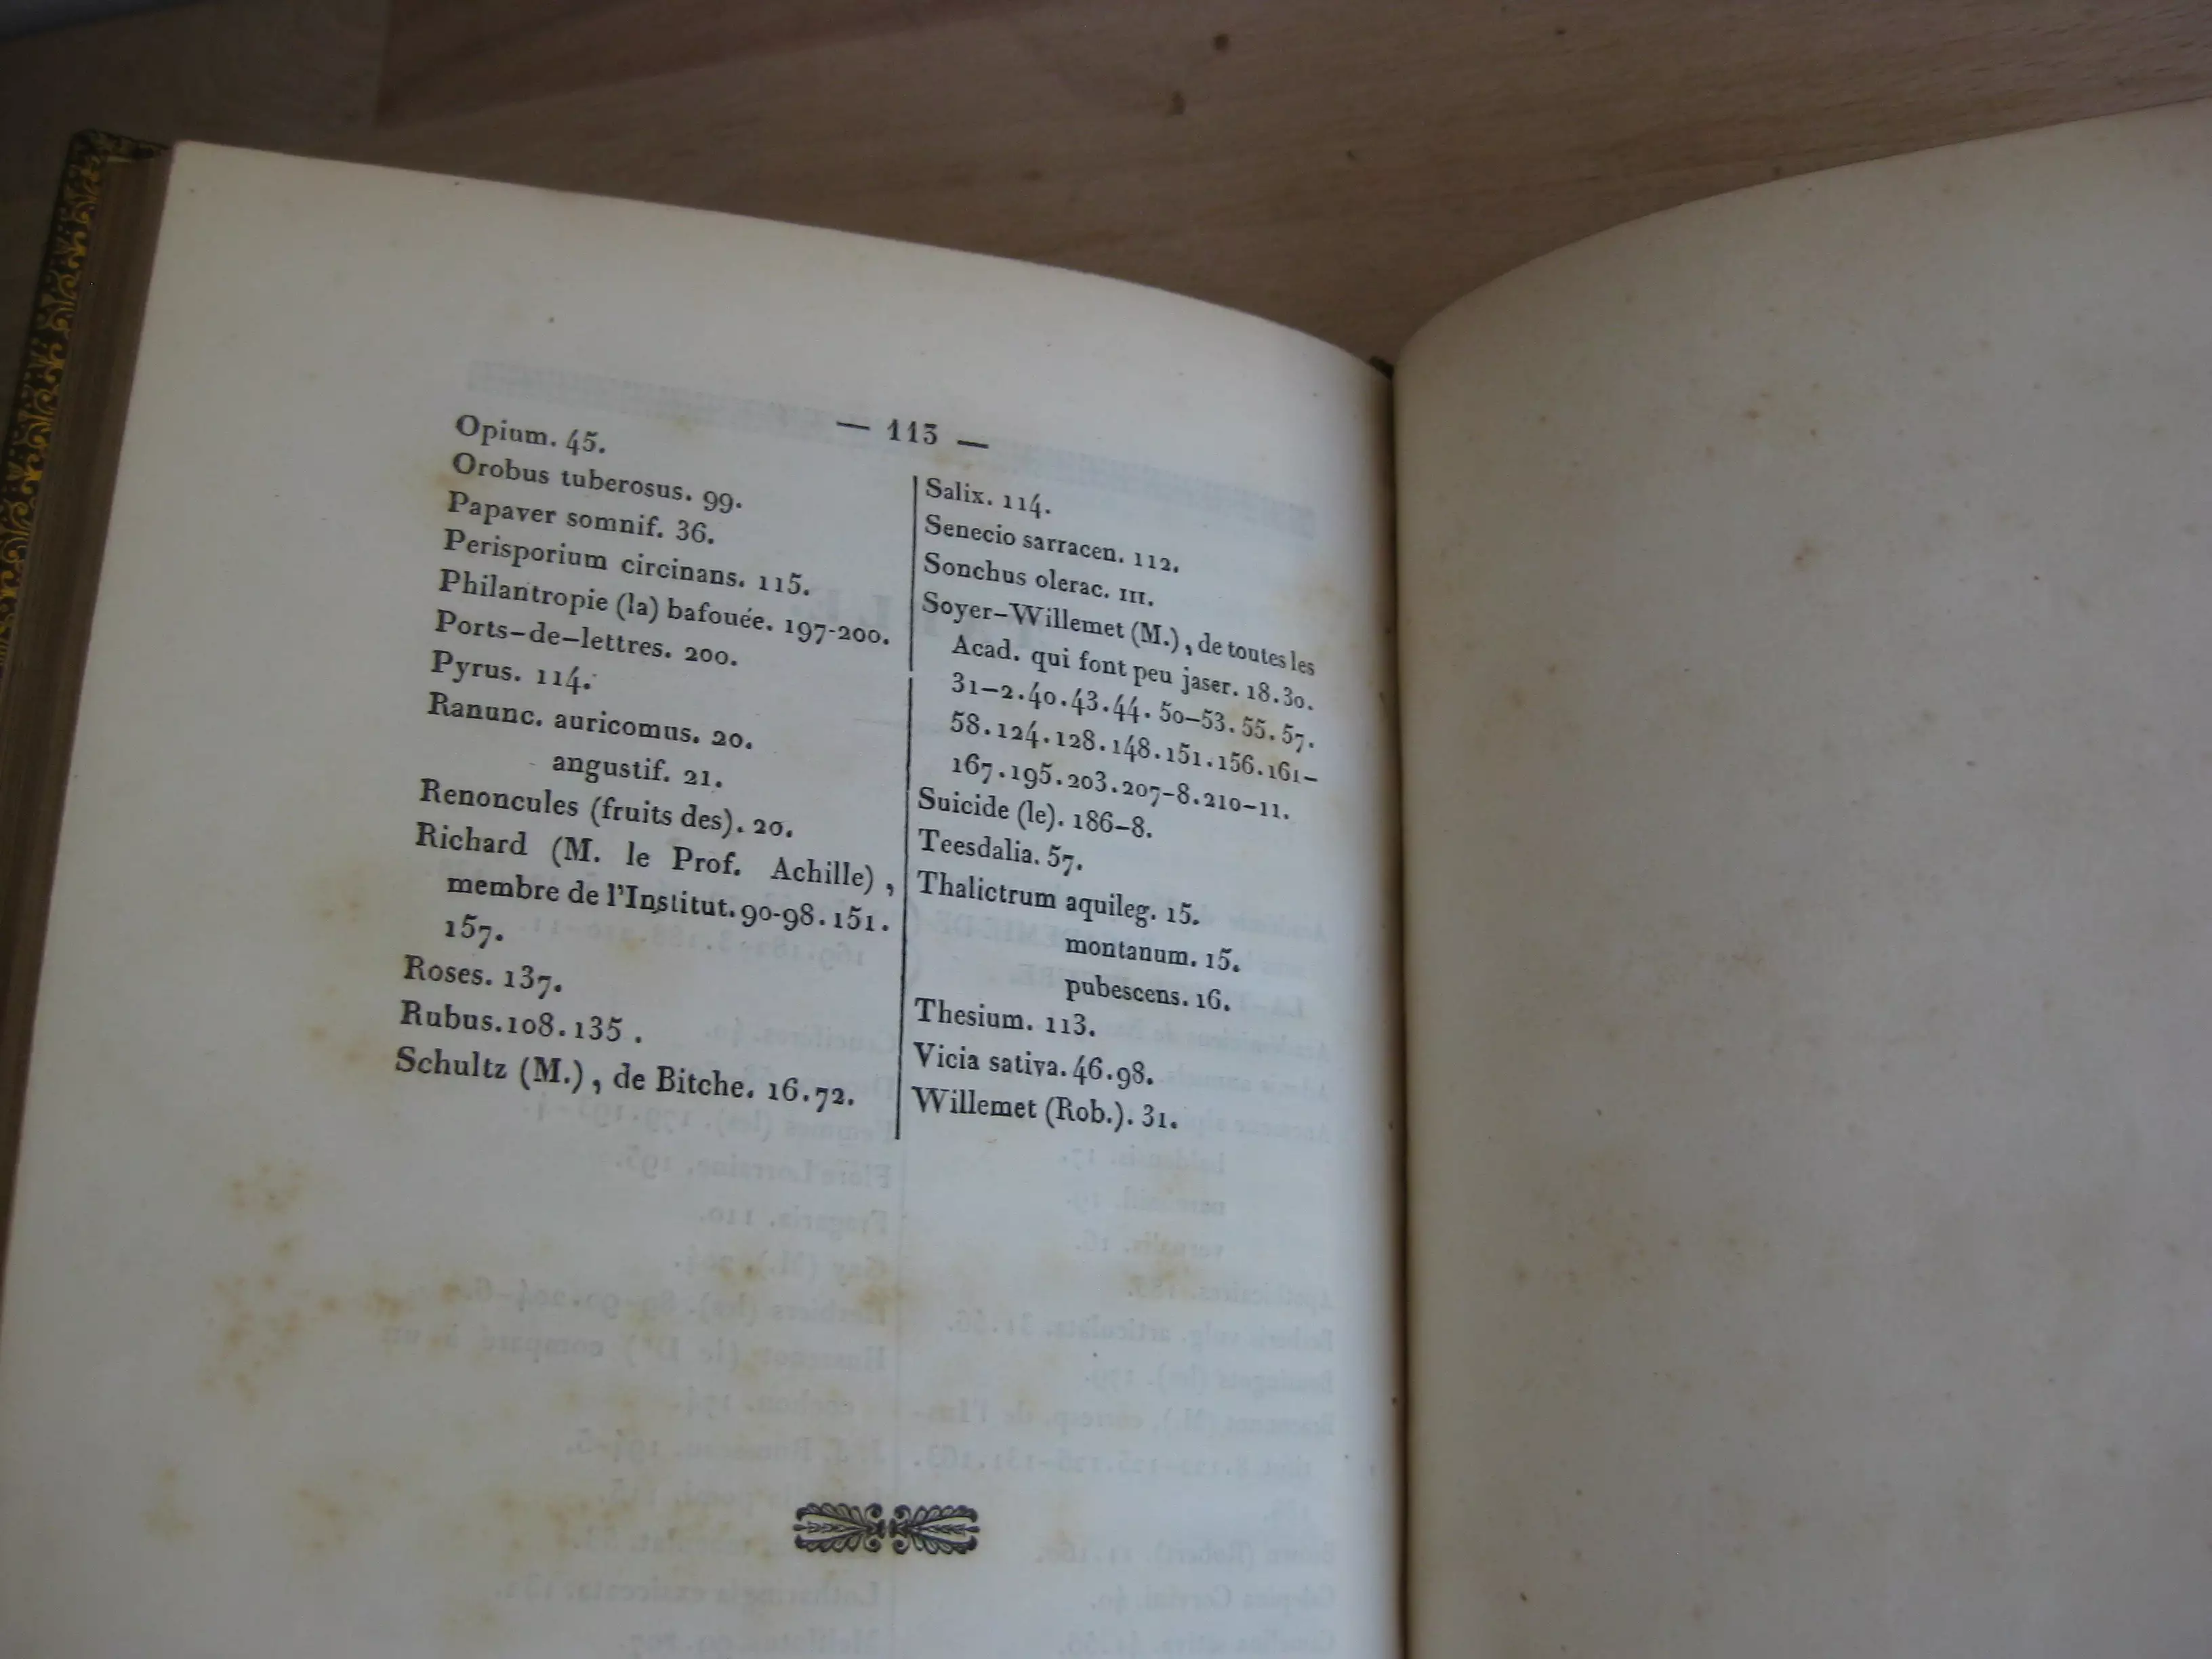 — 113 —
Opium. 45.
Orobus tuberosus. 99.
Papaver somnif. 36.
Perisporium circinans. 115.
Philantropie (la) bafouée. 197-200.
Ports-de-lettres. 200.
Pyrus. 114.
Ranunc. auricomus. 20.
angustif. 21.
Renoncules (fruits des). 20.
Richard (M. le Prof. Achille),
membre de l'Institut. 90-98. 151.
157.
Roses. 137.
Rubus. 108. 135.
Schultz (M.), de Bitche. 16. 72.
Salix. 114.
Senecio sarracen. 112.
Sonchus olerac. 111.
Soyer-Willemet (M.), de toutes les
Acad. qui font peu jaser. 18. 30.
31-2. 40. 43. 44. 50-53. 55. 57.
58. 124. 128. 148. 151. 156. 161-
167. 195. 203. 207-8. 210-11.
Suicide (le). 186-8.
Teesdalia. 57.
Thalictrum aquileg. 15.
montanum. 15.
pubescens. 16.
Thesium. 113.
Vicia sativa. 46. 98.
Willemet (Rob.). 31.